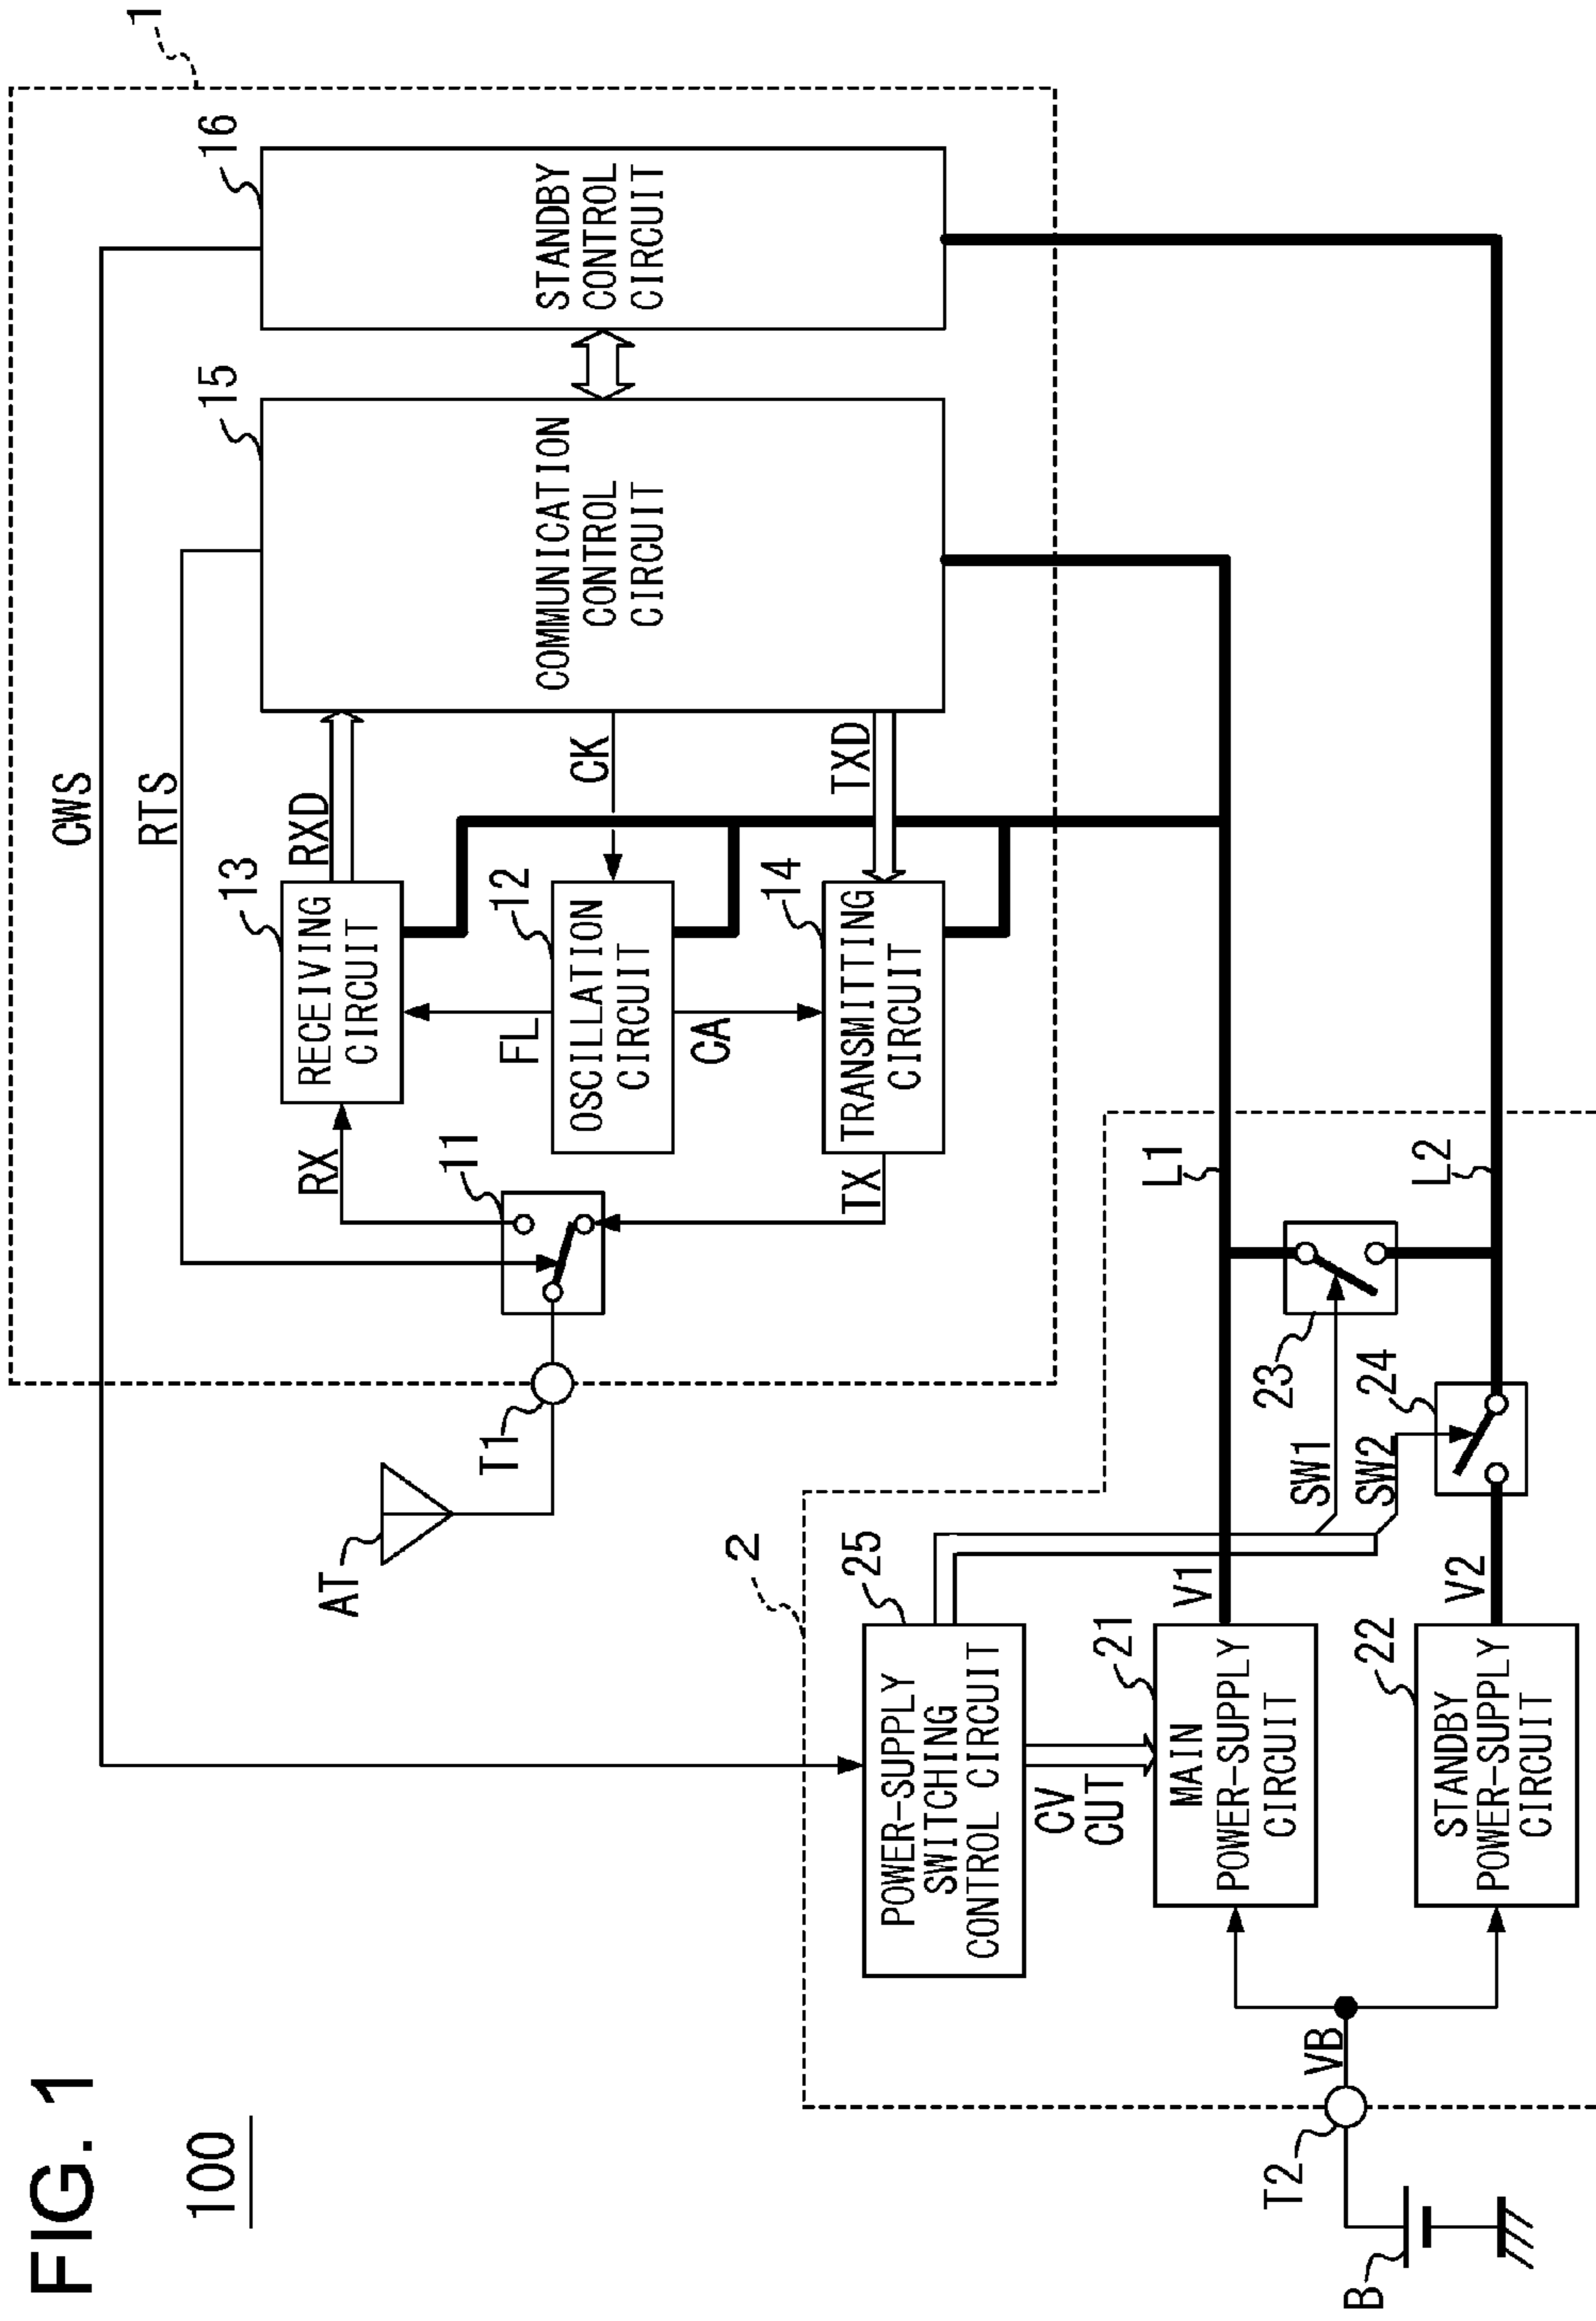 FIG. 1
100
1
CWS
RTS
16
STANDBY
CONTROL
CIRCUIT
15
COMMUNICATION
CONTROL
CIRCUIT
RXD
CK
TXD
13
RECEIVING
CIRCUIT
12
OSCILLATION
CIRCUIT
14
TRANSMITTING
CIRCUIT
FL
CA
RX
11
TX
AT
T1
L1
L2
23
24
SW1
SW2
2
25
POWER-SUPPLY
SWITCHING
CONTROL CIRCUIT
CV
CUT
V1
21
MAIN
POWER-SUPPLY
CIRCUIT
V2
22
STANDBY
POWER-SUPPLY
CIRCUIT
VB
T2
B